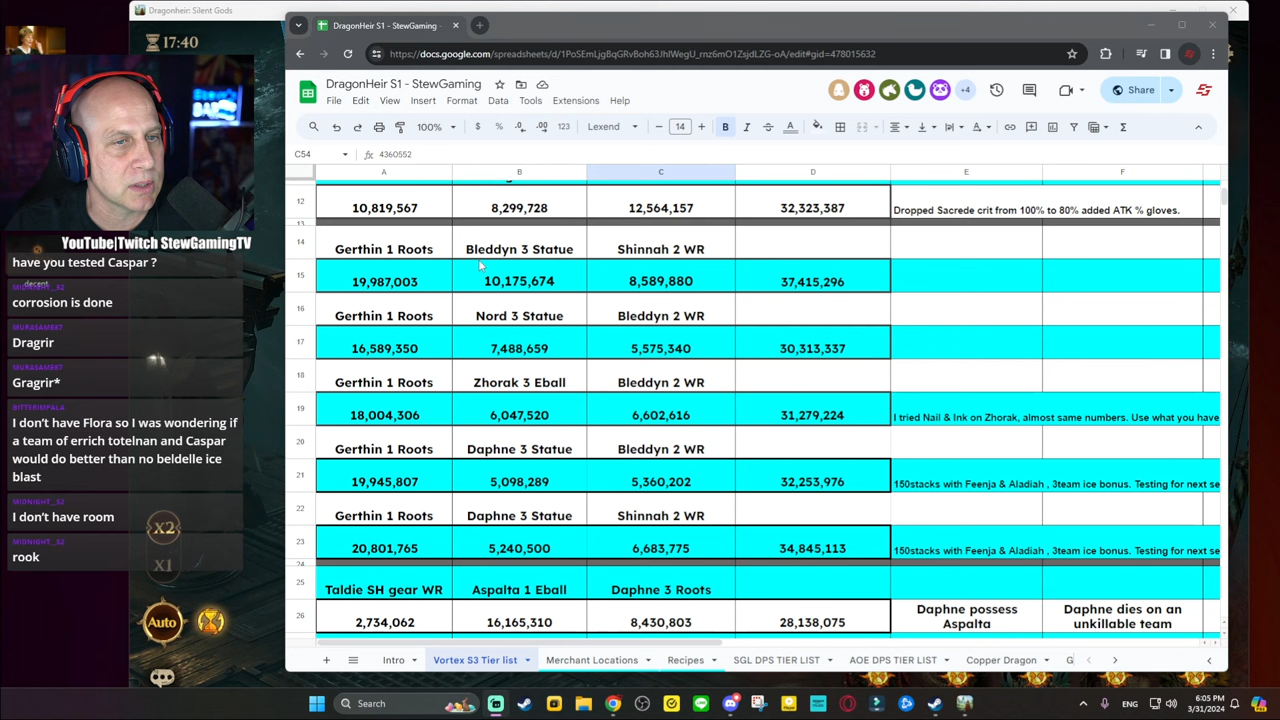 DragonHeir: Silent Gods
17:40
DragonHeir S1 - StewGaming
docs.google.com/spreadsheets/d/1PoSEmLjgBqGRvBoh63JhIWegU_rnz6mO1ZsjdLZG-oA/edit#gid=478015632
DragonHeir S1 - StewGaming
File Edit View Insert Format Data Tools Extensions Help
+4
Share
100% $ % .0 .00 123 Lexend 14 B I A
C54 fx 4360552
A B C D E F
12 10,819,567 8,299,728 12,564,157 32,323,387 Dropped Sacrede crit from 100% to 80% added ATK % gloves.
13
14 Gerthin 1 Roots Bleddyn 3 Statue Shinnah 2 WR
15 19,987,003 10,175,674 8,589,880 37,415,296
16 Gerthin 1 Roots Nord 3 Statue Bleddyn 2 WR
17 16,589,350 7,488,659 5,575,340 30,313,337
18 Gerthin 1 Roots Zhorak 3 Eball Bleddyn 2 WR
19 18,004,306 6,047,520 6,602,616 31,279,224 I tried Nail & Ink on Zhorak, almost same numbers. Use what you have
20 Gerthin 1 Roots Daphne 3 Statue Bleddyn 2 WR
21 19,945,807 5,098,289 5,360,202 32,253,976 150stacks with Feenja & Aladiah , 3team ice bonus. Testing for next se
22 Gerthin 1 Roots Daphne 3 Statue Shinnah 2 WR
23 20,801,765 5,240,500 6,683,775 34,845,113 150stacks with Feenja & Aladiah , 3team ice bonus. Testing for next se
24
25 Taldie SH gear WR Aspalta 1 Eball Daphne 3 Roots
26 2,734,062 16,165,310 8,430,803 28,138,075 Daphne possess Aspalta Daphne dies on an unkillable team
Intro Vortex S3 Tier list Merchant Locations Recipes SGL DPS TIER LIST AOE DPS TIER LIST Copper Dragon G
YouTube|Twitch StewGamingTV
decent
have you tested Caspar ?
MIDNIGHT_52
corrosion is done
MURASAME67
Dragrir
MURASAME67
Gragrir*
BITTERIMPALA
I don't have Flora so I was wondering if
a team of errich totelnan and Caspar
would do better than no beldelle ice
blast
MIDNIGHT_52
I don't have room
MIDNIGHT_52
rook
X2
X1
Auto
Search
ENG
6:05 PM
3/31/2024